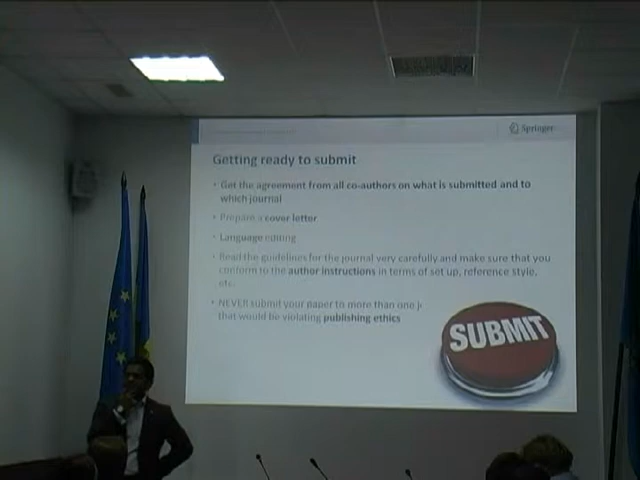 Springer
Getting ready to submit
• Get the agreement from all co-authors on what is submitted and to
which journal
• Prepare a cover letter
• Language editing
• Read the guidelines for the journal very carefully and make sure that you
conform to the author instructions in terms of set up, reference style,
etc.
• NEVER submit your paper to more than one j
that would be violating publishing ethics
SUBMIT